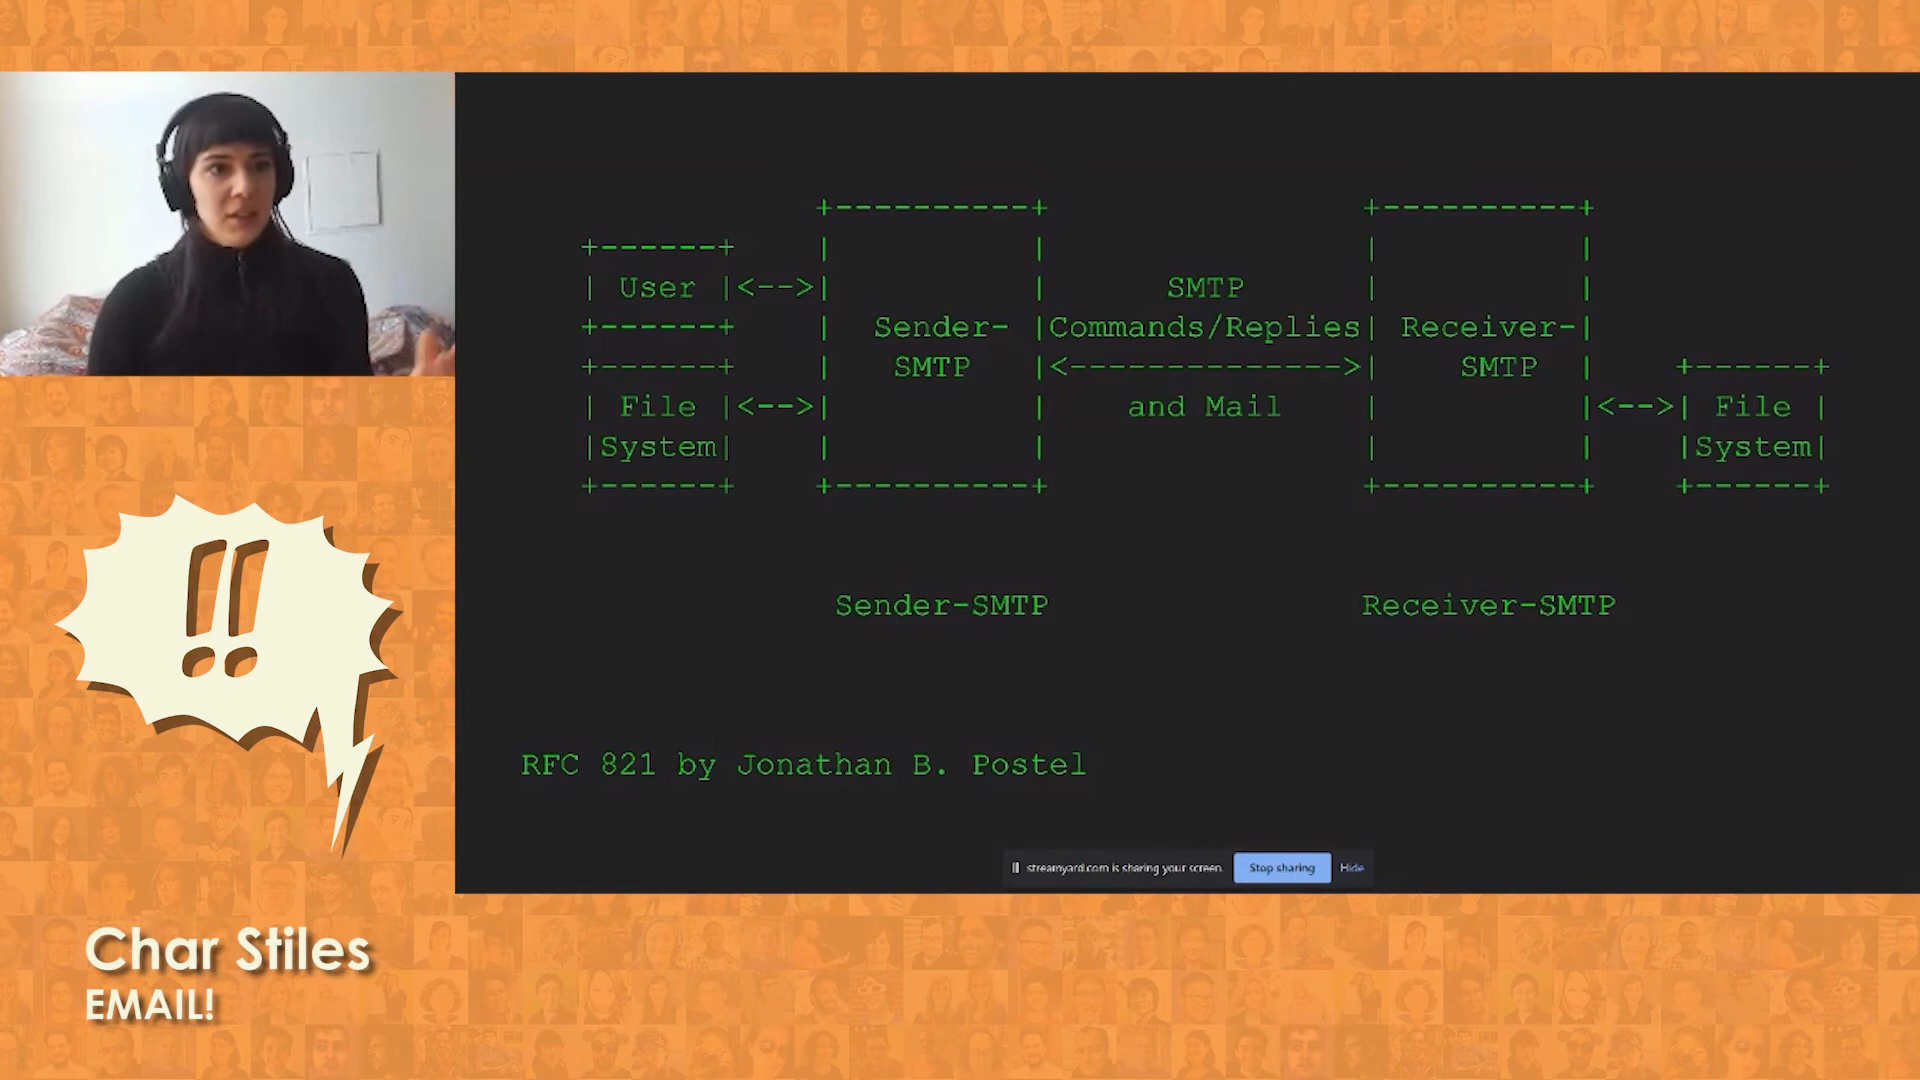 +----------+ +----------+
+------+ | | | |
| User |<-->| | SMTP | |
+------+ | Sender- |Commands/Replies| Receiver-|
+------+ | SMTP |<-------------->| SMTP | +------+
| File |<-->| | and Mail | |<-->| File |
|System| | | | | |System|
+------+ +----------+ +----------+ +------+
Sender-SMTP Receiver-SMTP
RFC 821 by Jonathan B. Postel
streamyard.com is sharing your screen. Stop sharing Hide
!!
Char Stiles
EMAIL!